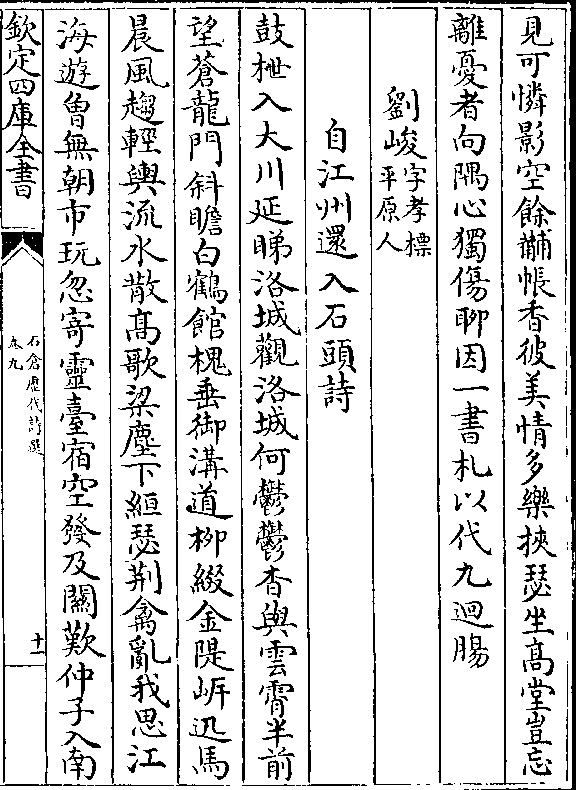 見可憐影空餘黼帳香彼美情多樂挾瑟坐高堂豈忘
離憂者向隅心獨傷聊因一書札以代九迴腸
劉峻字孝標平原人
自江州還入石頭詩
鼓枻入大川延睇洛城觀洛城何鬱鬱杳與雲霄半前
望蒼龍門斜瞻白鶴館槐垂御溝道栁綴金隄岍迅馬
晨風趨輕輿流水散髙歌梁塵下絙瑟荆禽亂我思江
海遊曾無朝市玩忽寄靈臺宿空發及關歎仲子入南
欽定四庫全書
石倉歷代詩選
卷九
十